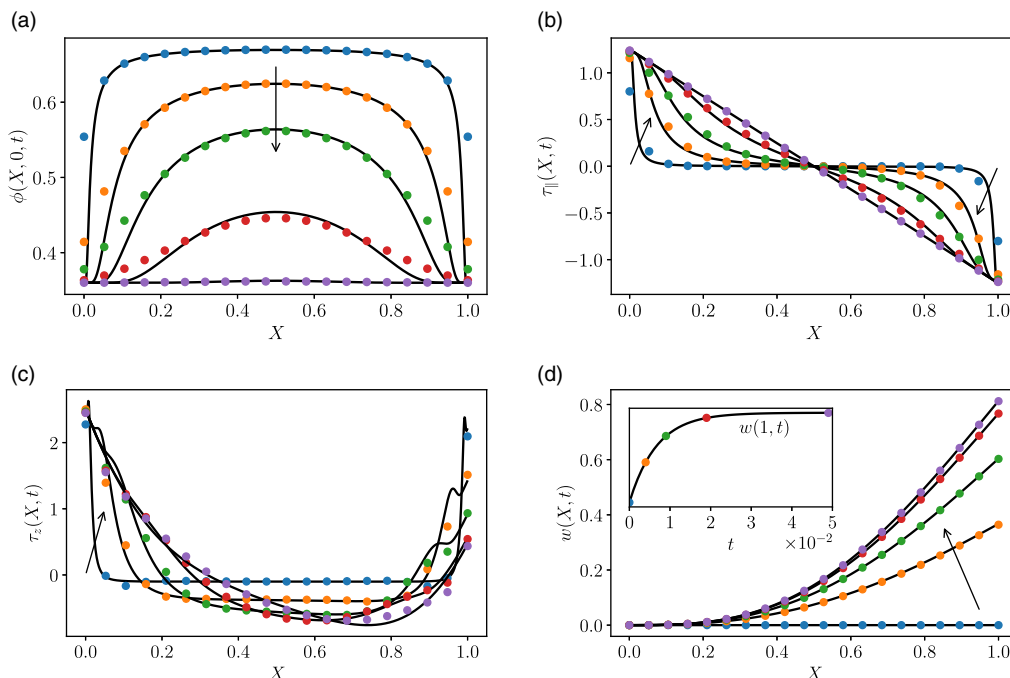 (a)
0.6
0.5
0.4
ϕ(X, 0, t)
0.0 0.2 0.4 0.6 0.8 1.0
X
(b)
1.0
0.5
0.0
−0.5
−1.0
τ∥(X, t)
0.0 0.2 0.4 0.6 0.8 1.0
X
(c)
2
1
0
τz(X, t)
0.0 0.2 0.4 0.6 0.8 1.0
X
(d)
0.8
0.6
0.4
0.2
0.0
w(X, t)
w(1, t)
0 1 2 3 4 5
t
×10−2
0.0 0.2 0.4 0.6 0.8 1.0
X